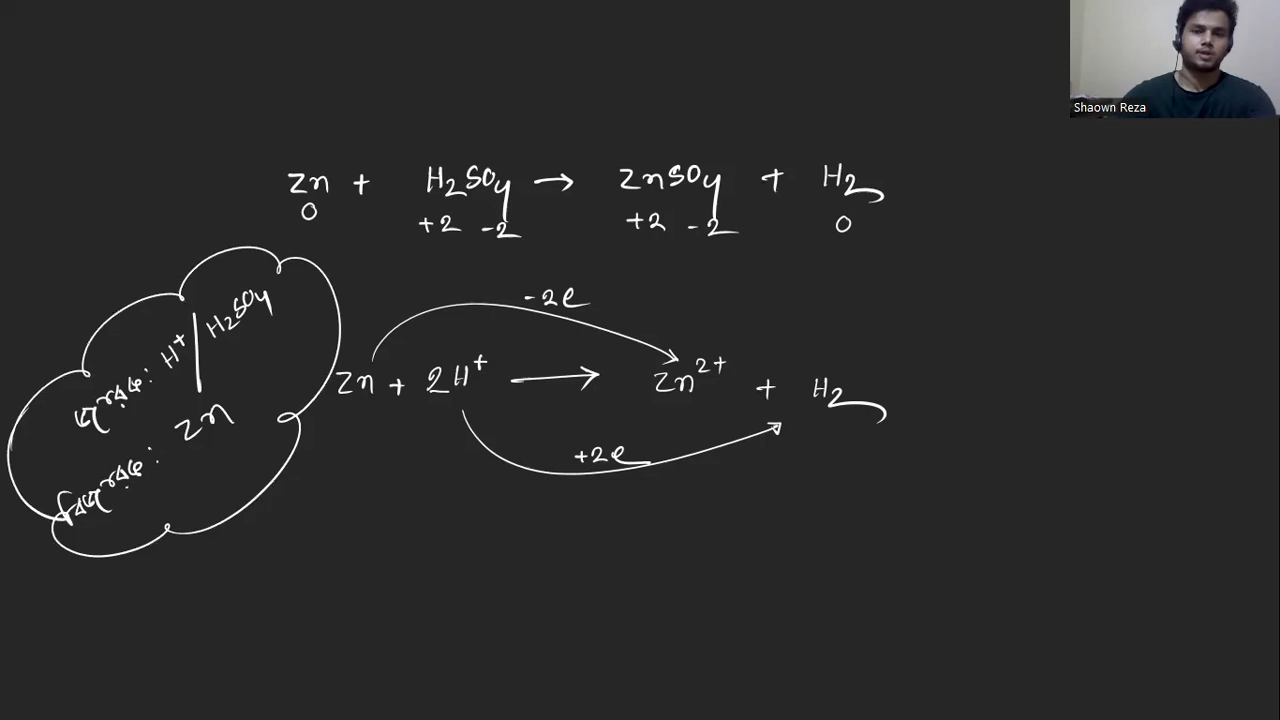 Shaown Reza
Zn + H2SO4 → ZnSO4 + H2
0 +2 -2 +2 -2 0
-2e
Zn + 2H+ → Zn2+ + H2
+2e
জারক: H+ / H2SO4
বিজারক: Zn